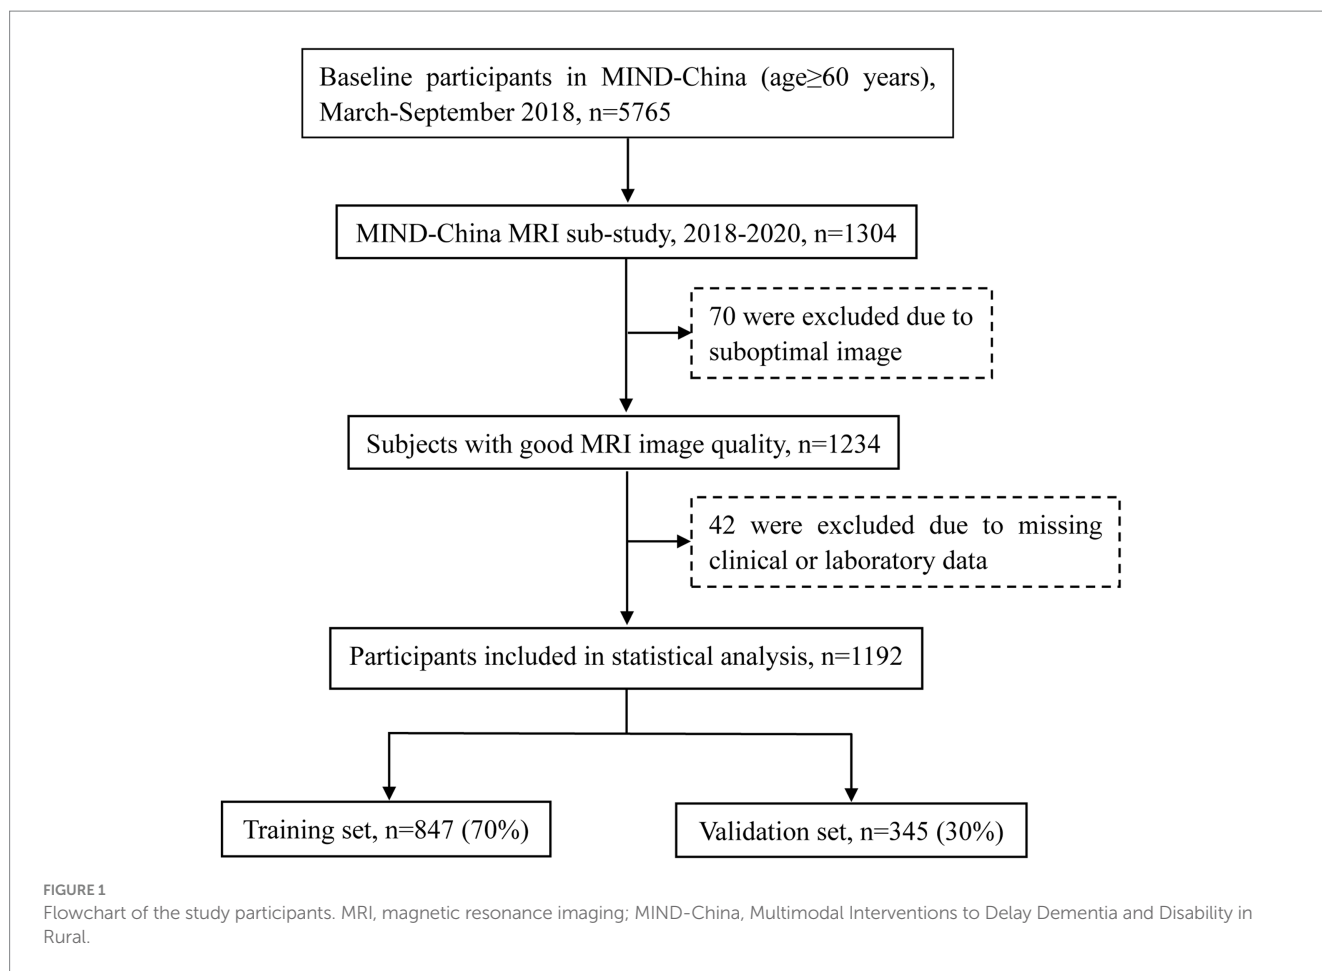 Baseline participants in MIND-China (age≥60 years),
March-September 2018, n=5765
MIND-China MRI sub-study, 2018-2020, n=1304
70 were excluded due to
suboptimal image
Subjects with good MRI image quality, n=1234
42 were excluded due to missing
clinical or laboratory data
Participants included in statistical analysis, n=1192
Training set, n=847 (70%)
Validation set, n=345 (30%)
FIGURE 1
Flowchart of the study participants. MRI, magnetic resonance imaging; MIND-China, Multimodal Interventions to Delay Dementia and Disability in
Rural.